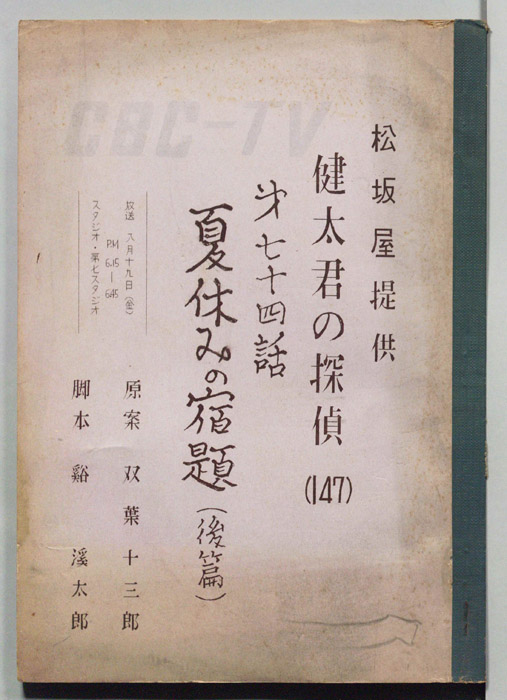 CBC-TV
松坂屋提供
健太君の探偵(147)
才七十四話
夏休みの宿題(後篇)
放送 八月十九日(金)
PM 6.15—6.45
スタジオ・第七スタジオ
原案 双葉十三郎
脚本 谿渓太郎